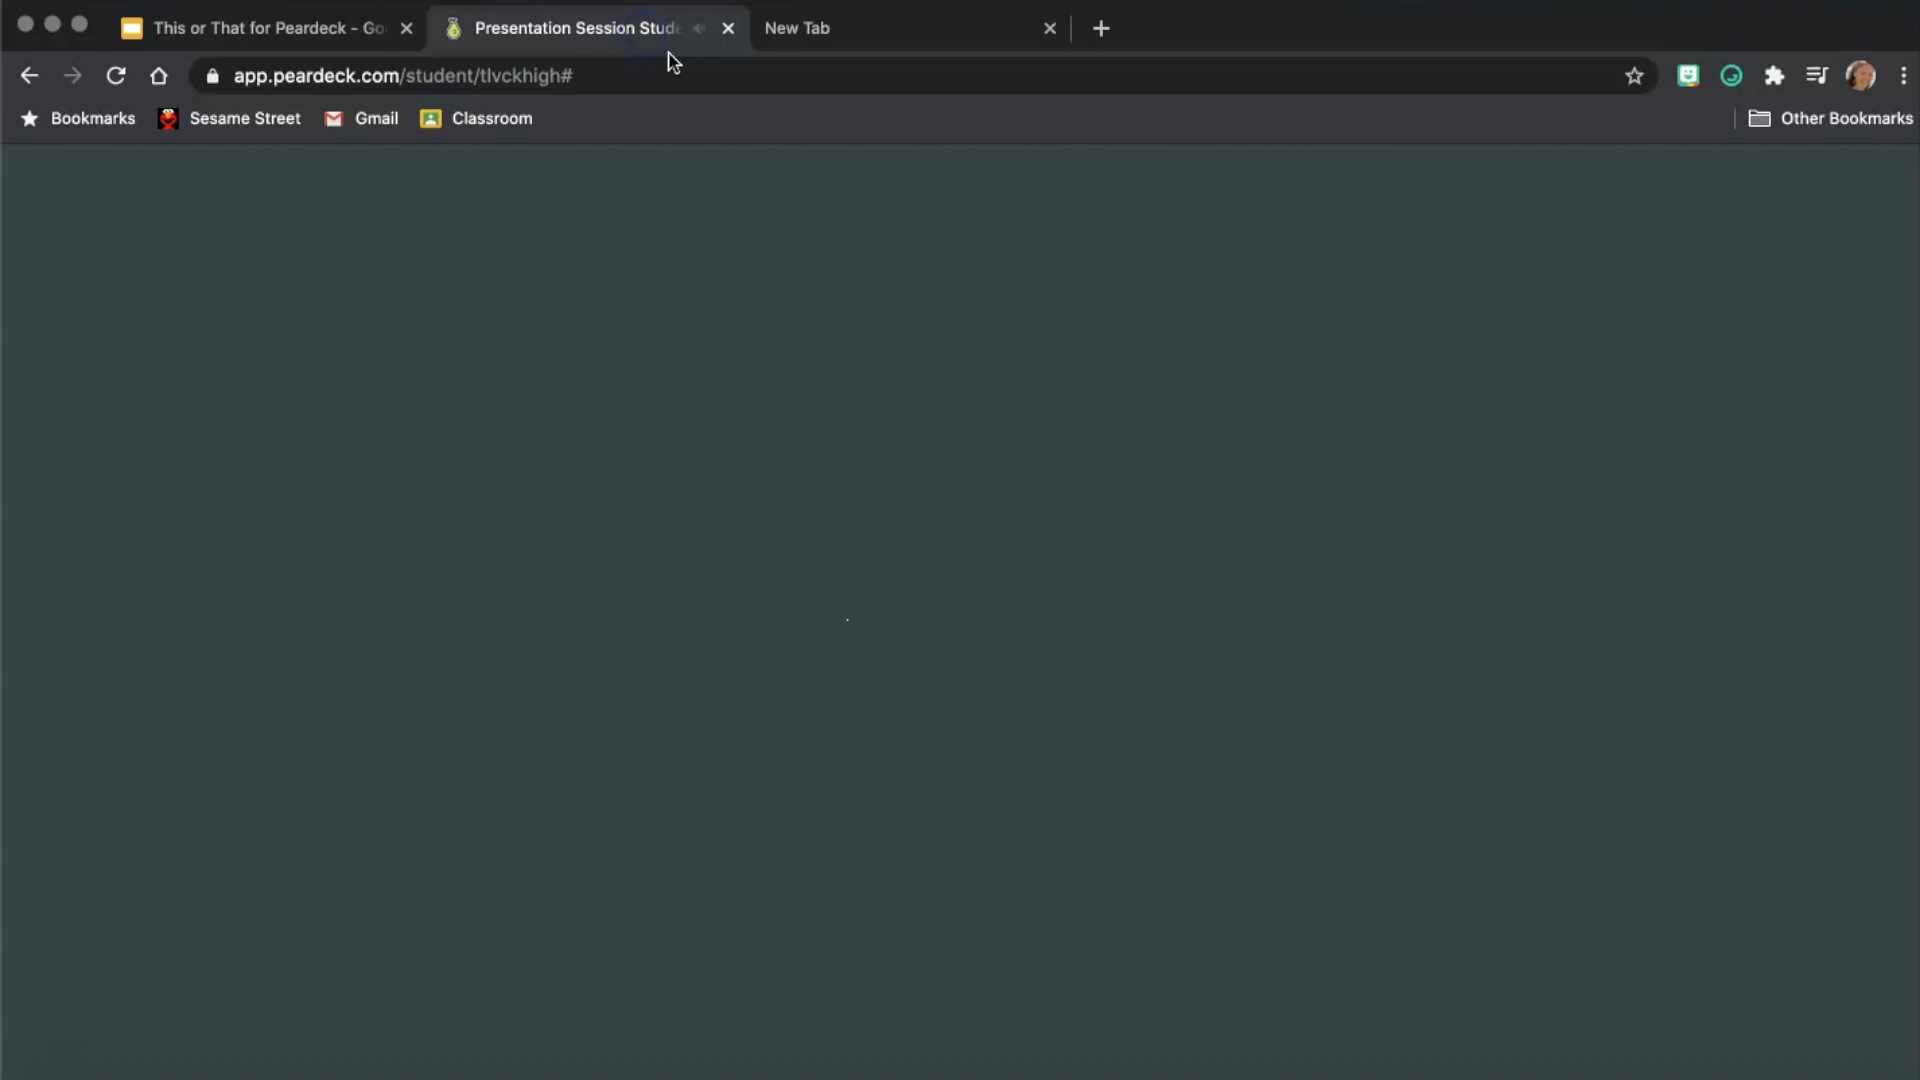 This or That for Peardeck - Go
Presentation Session Stude
New Tab
app.peardeck.com/student/tlvckhigh#
Bookmarks
Sesame Street
Gmail
Classroom
Other Bookmarks